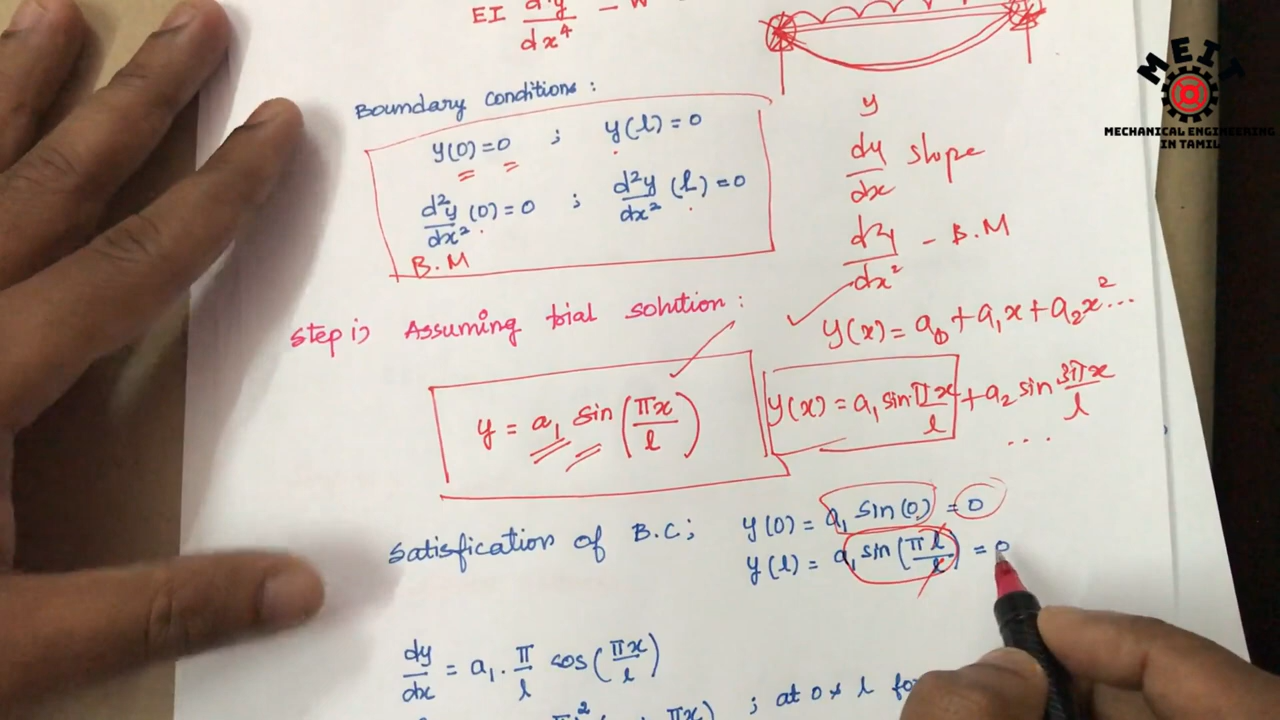 EI d⁴y/dx⁴ - W
Boundary Conditions :
y(0) = 0 ; y(l) = 0
d²y/dx² (0) = 0 ; d²y/dx² (l) = 0
B.M
y
dy/dx slope
d²y/dx² - B.M
Step i) Assuming trial solution :
y(x) = a₀ + a₁x + a₂x² ...
y = a₁ sin (πx/l)
y(x) = a₁ sin πx/l + a₂ sin 3πx/l
...
Satisfication of B.C; y(0) = a₁ sin(0) = 0
y(l) = a₁ sin (πl/l) = 0
dy/dx = a₁ . π/l cos (πx/l)
; at 0 & l for
MEIT
MECHANICAL ENGINEERING
IN TAMIL